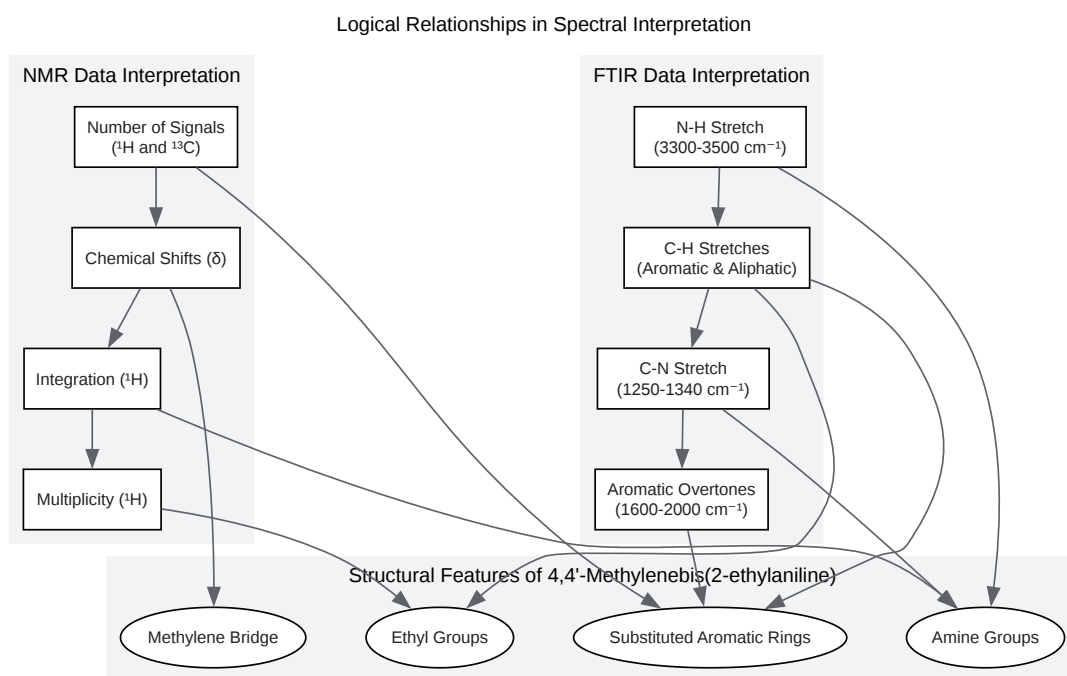 Logical Relationships in Spectral Interpretation
NMR Data Interpretation
Number of Signals
(¹H and ¹³C)
Chemical Shifts (δ)
Integration (¹H)
Multiplicity (¹H)
FTIR Data Interpretation
N-H Stretch
(3300-3500 cm⁻¹)
C-H Stretches
(Aromatic & Aliphatic)
C-N Stretch
(1250-1340 cm⁻¹)
Aromatic Overtones
(1600-2000 cm⁻¹)
Structural Features of 4,4'-Methylenebis(2-ethylaniline)
Methylene Bridge
Ethyl Groups
Substituted Aromatic Rings
Amine Groups